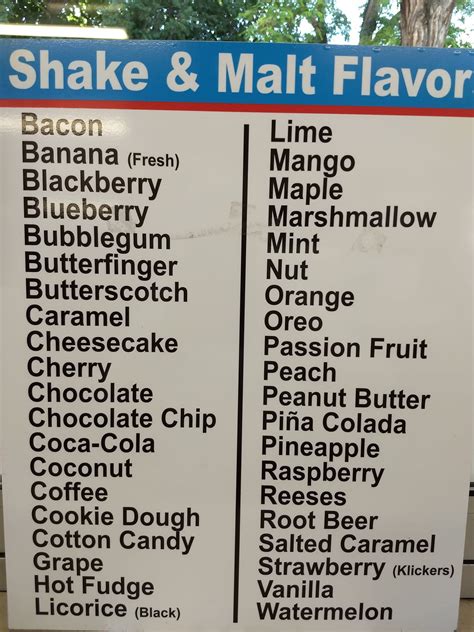 Shake & Malt Flavor
Bacon
Banana (Fresh)
Blackberry
Blueberry
Bubblegum
Butterfinger
Butterscotch
Caramel
Cheesecake
Cherry
Chocolate
Chocolate Chip
Coca-Cola
Coconut
Coffee
Cookie Dough
Cotton Candy
Grape
Hot Fudge
Licorice (Black)
Lime
Mango
Maple
Marshmallow
Mint
Nut
Orange
Oreo
Passion Fruit
Peach
Peanut Butter
Piña Colada
Pineapple
Raspberry
Reeses
Root Beer
Salted Caramel
Strawberry (Klickers)
Vanilla
Watermelon